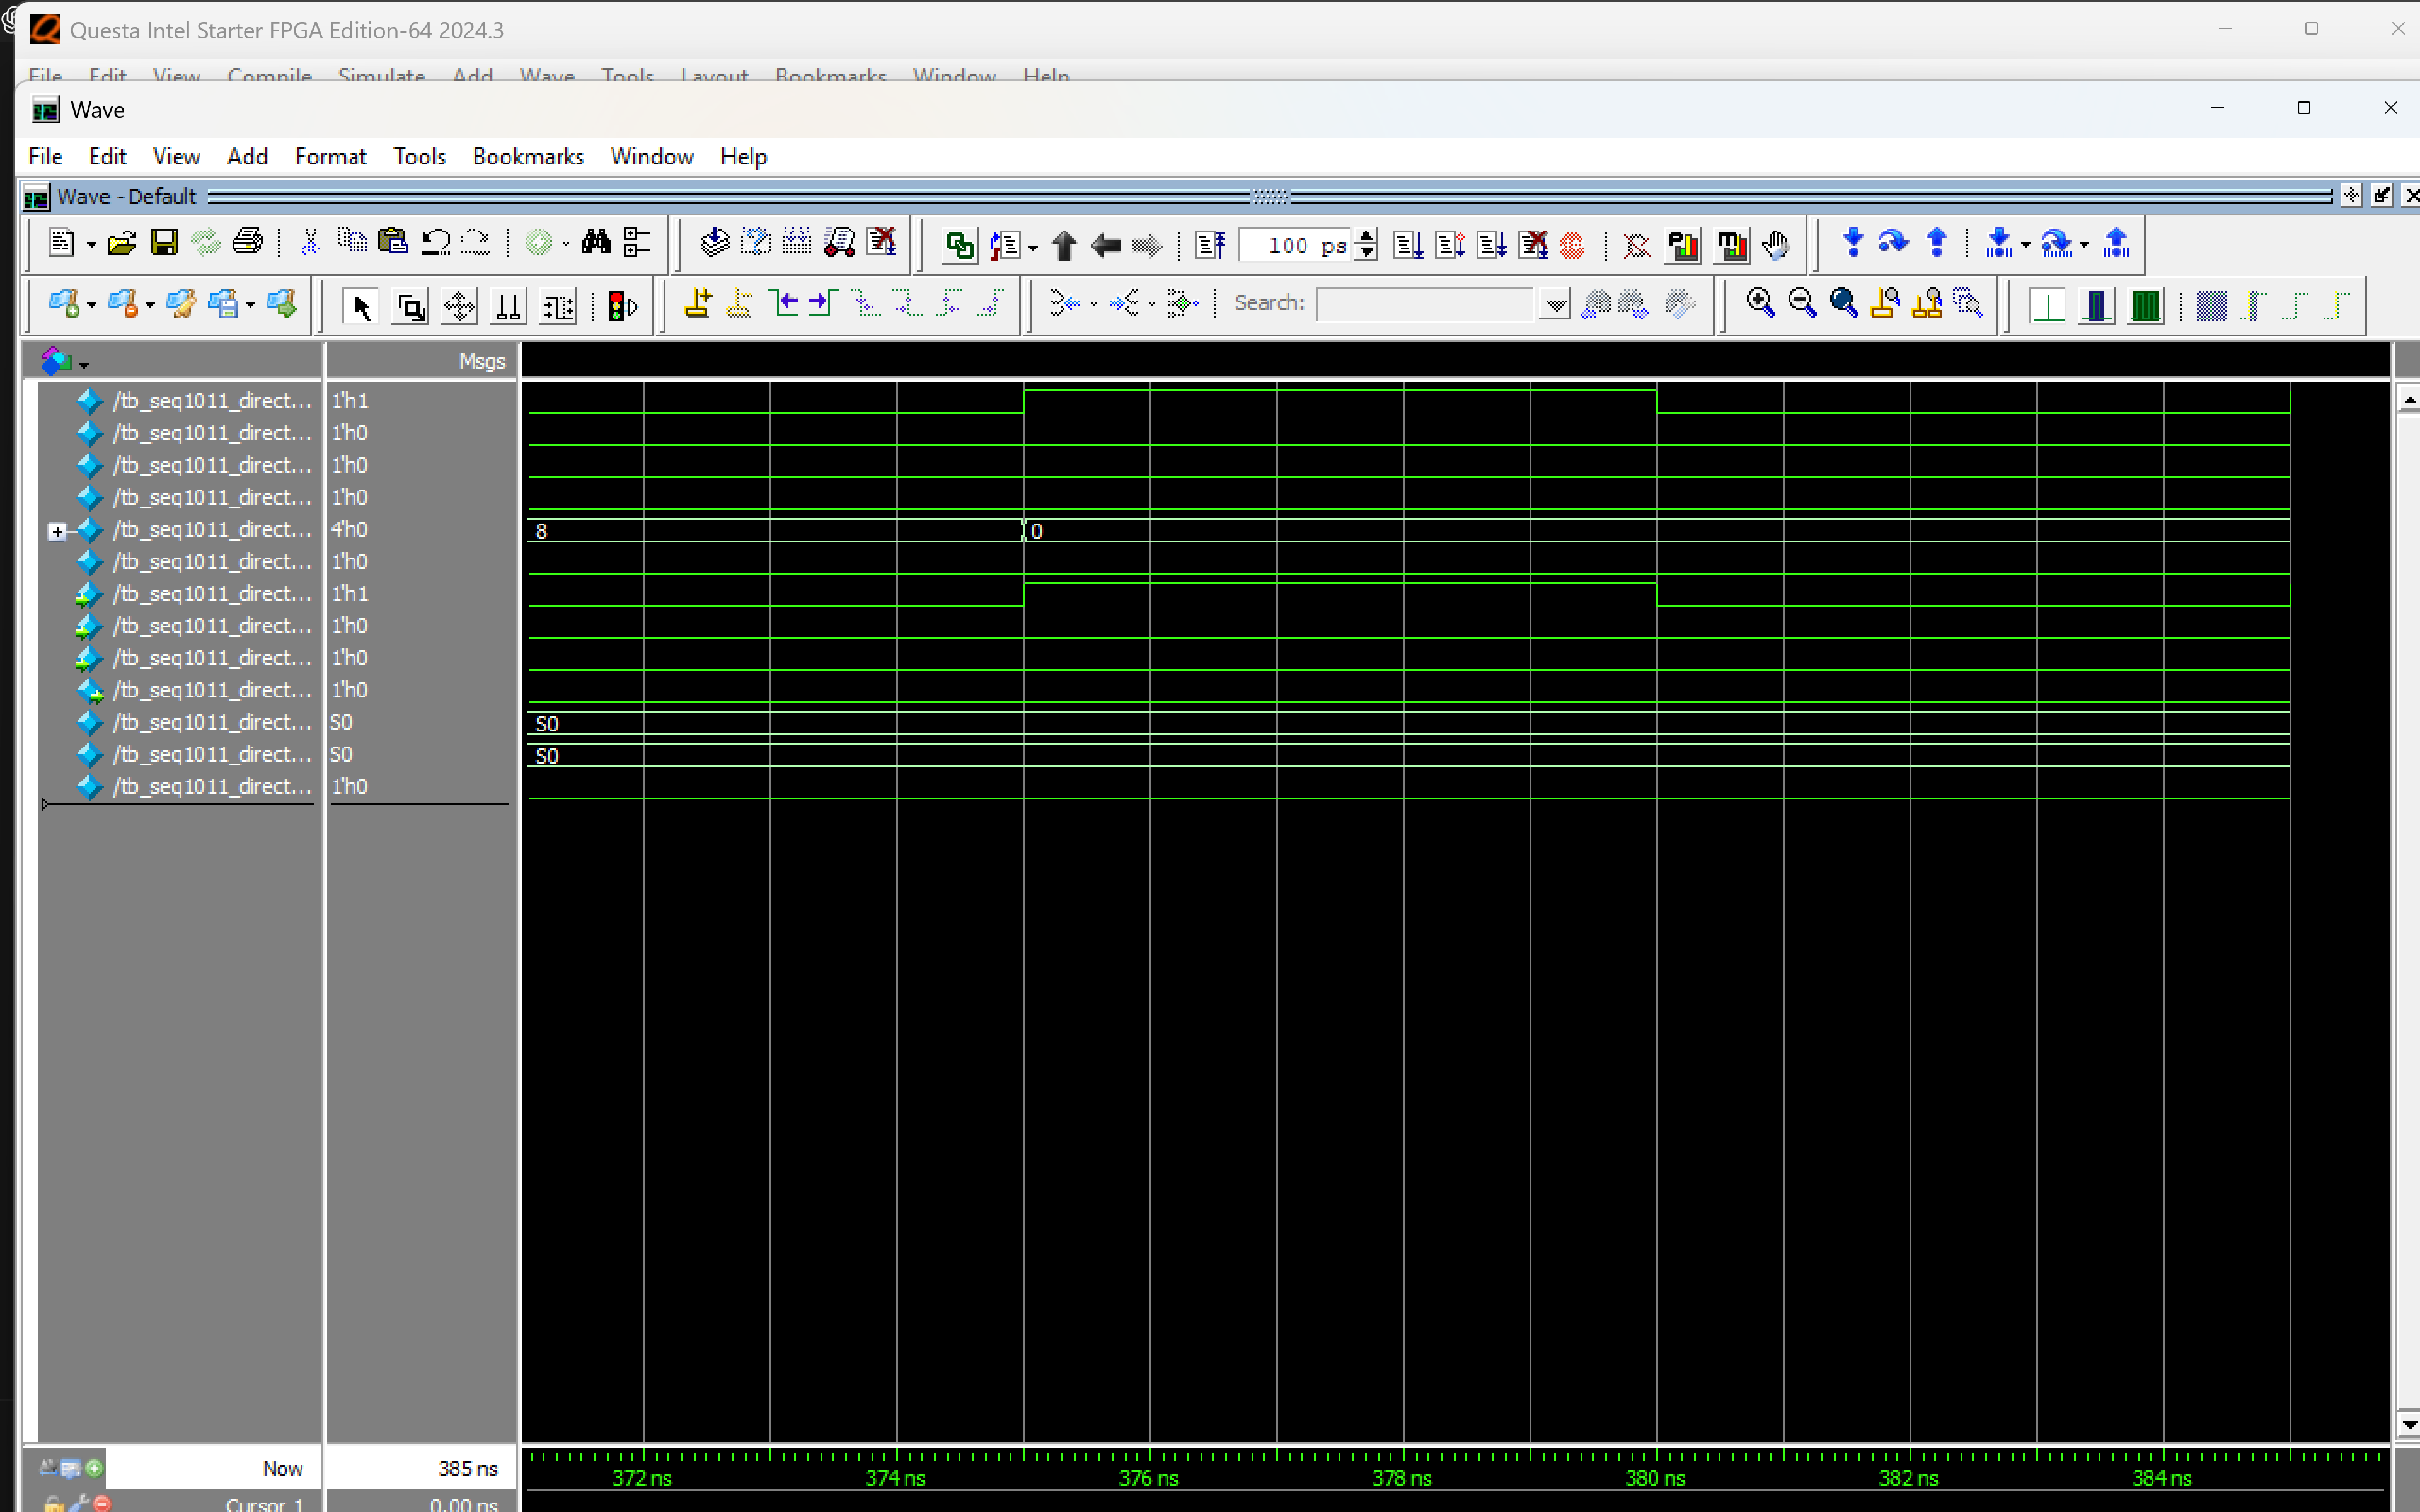 Questa Intel Starter FPGA Edition-64 2024.3
File Edit View Compile Simulate Add Wave Tools Layout Bookmarks Window Help
Wave
File Edit View Add Format Tools Bookmarks Window Help
Wave - Default
100 ps
Search:
Msgs
/tb_seq1011_direct... 1'h1
/tb_seq1011_direct... 1'h0
/tb_seq1011_direct... 1'h0
/tb_seq1011_direct... 1'h0
/tb_seq1011_direct... 4'h0 8 0
/tb_seq1011_direct... 1'h0
/tb_seq1011_direct... 1'h1
/tb_seq1011_direct... 1'h0
/tb_seq1011_direct... 1'h0
/tb_seq1011_direct... 1'h0
/tb_seq1011_direct... S0 S0
/tb_seq1011_direct... S0 S0
/tb_seq1011_direct... 1'h0
Now 385 ns
372 ns 374 ns 376 ns 378 ns 380 ns 382 ns 384 ns
Cursor 1 0.00 ns